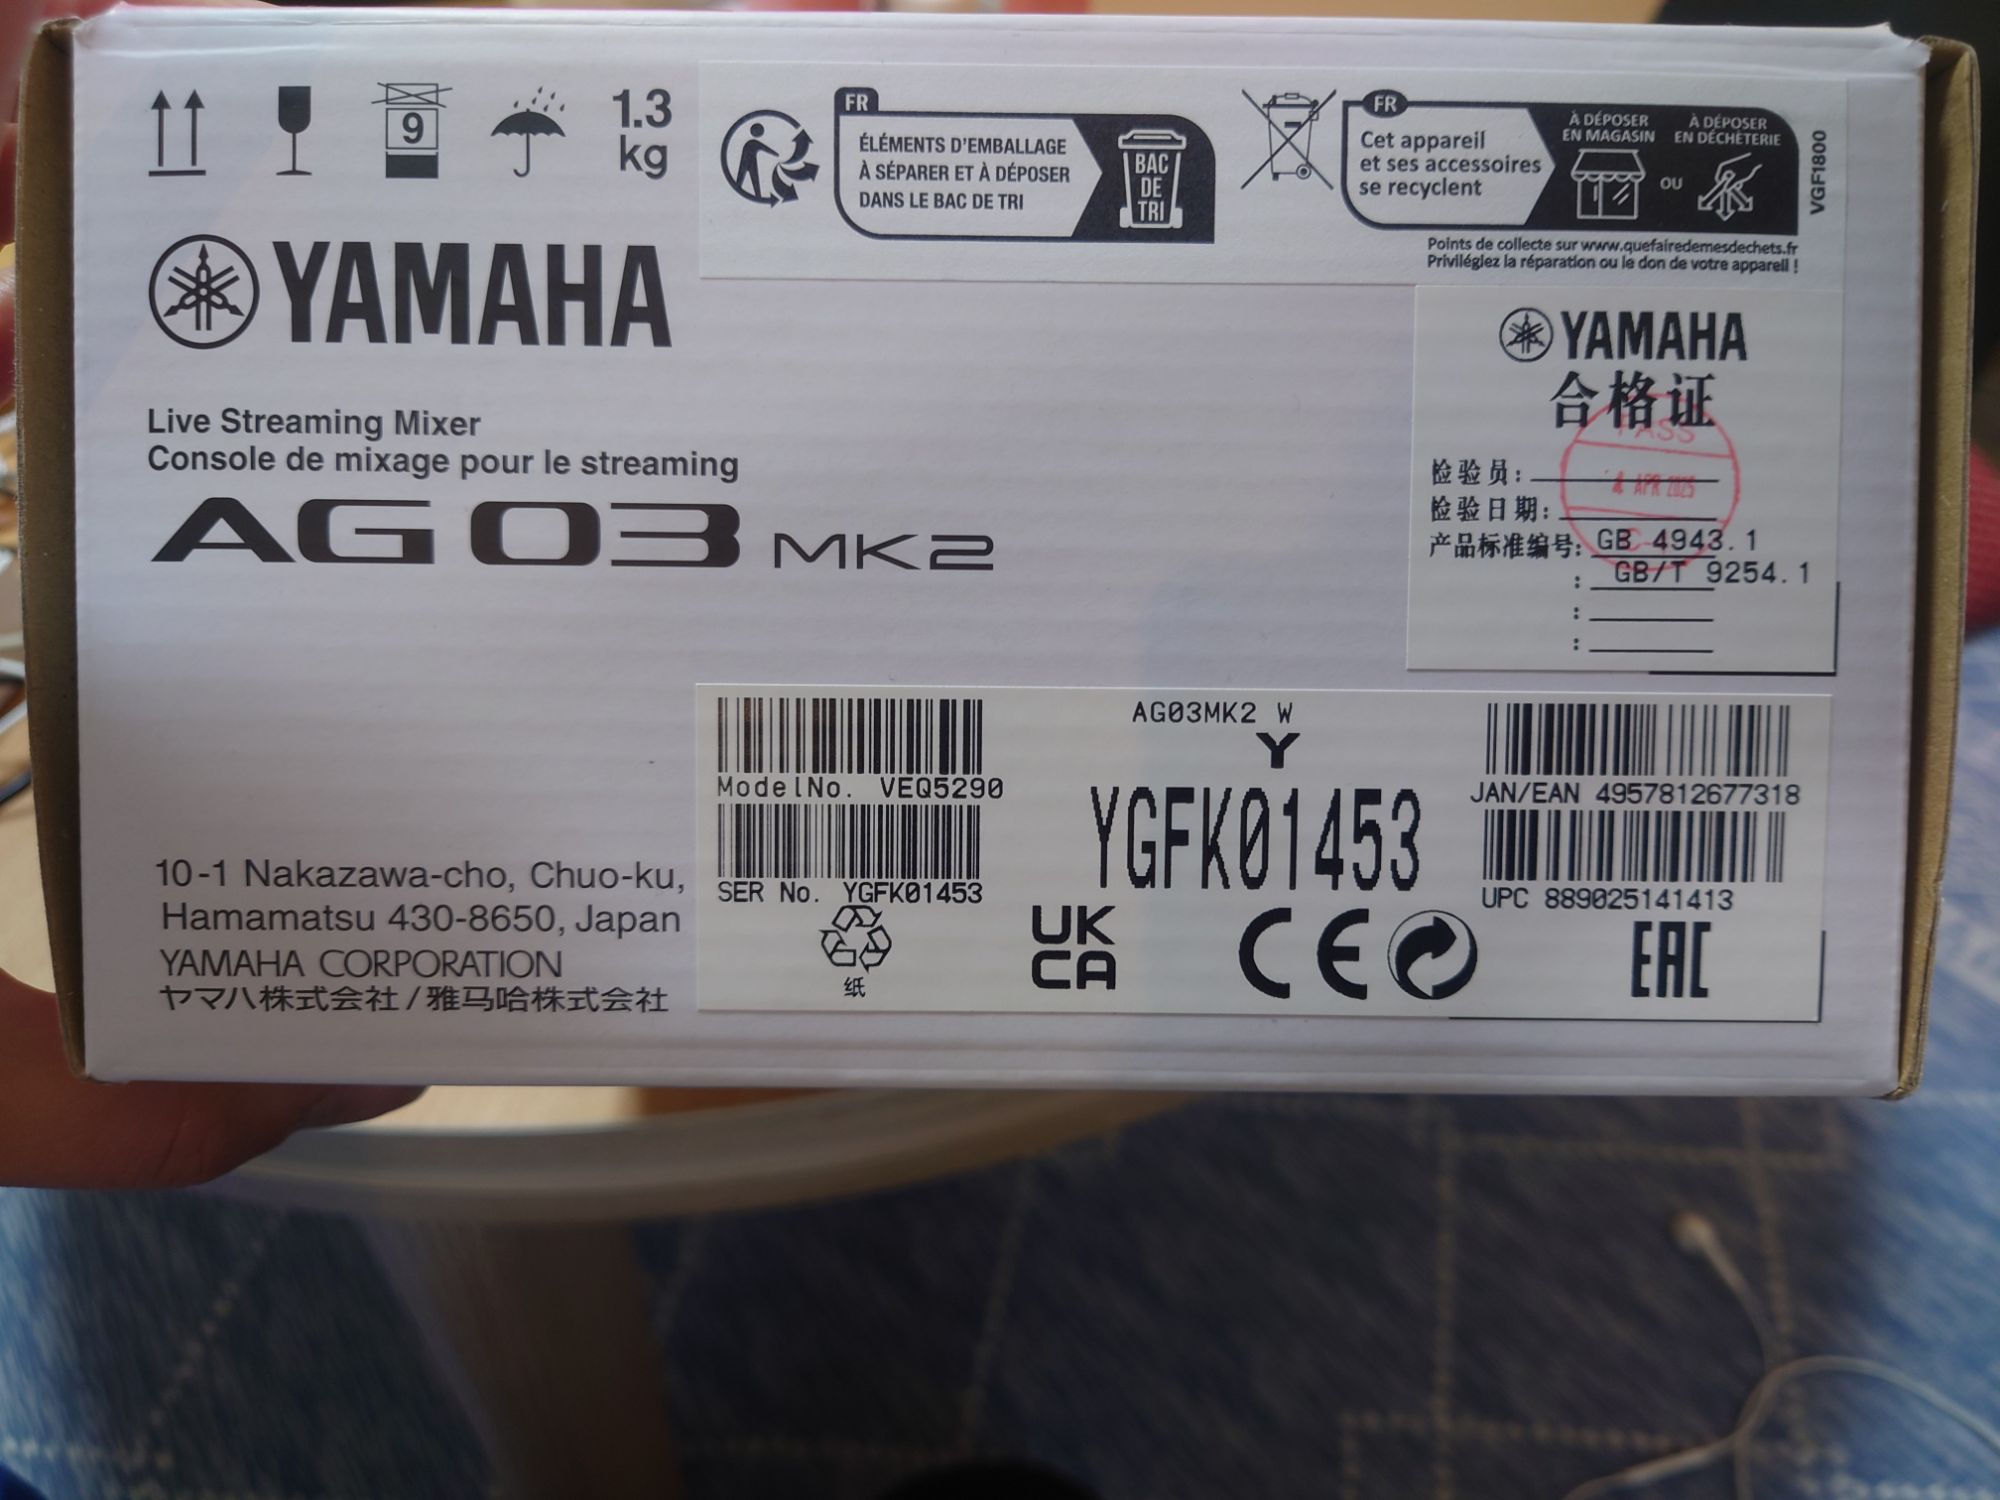 9
1.3
kg
FR
ÉLÉMENTS D'EMBALLAGE
À SÉPARER ET À DÉPOSER
DANS LE BAC DE TRI
BAC
DE
TRI
FR
Cet appareil
et ses accessoires
se recyclent
À DÉPOSER
EN MAGASIN
OU
À DÉPOSER
EN DÉCHÈTERIE
VGF1800
Points de collecte sur www.quefairedemesdechets.fr
Privilégiez la réparation ou le don de votre appareil !
YAMAHA
Live Streaming Mixer
Console de mixage pour le streaming
AG03 MK2
YAMAHA
合格证
PASS
检验员:
4 APR 2025
检验日期:
产品标准编号: GB 4943.1
: GB/T 9254.1
:
:
ModelNo. VEQ5290
SER No. YGFK01453
纸
AG03MK2 W
Y
YGFK01453
JAN/EAN 4957812677318
UPC 889025141413
UK
CA
CE
EAC
10-1 Nakazawa-cho, Chuo-ku,
Hamamatsu 430-8650, Japan
YAMAHA CORPORATION
ヤマハ株式会社/雅马哈株式会社